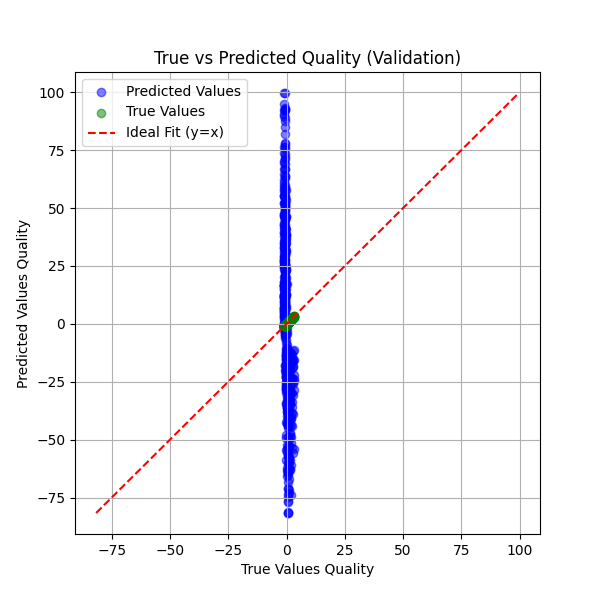 True vs Predicted Quality (Validation)
Predicted Values
True Values
Ideal Fit (y=x)
Predicted Values Quality
100
75
50
25
0
−25
−50
−75
−75 −50 −25 0 25 50 75 100
True Values Quality